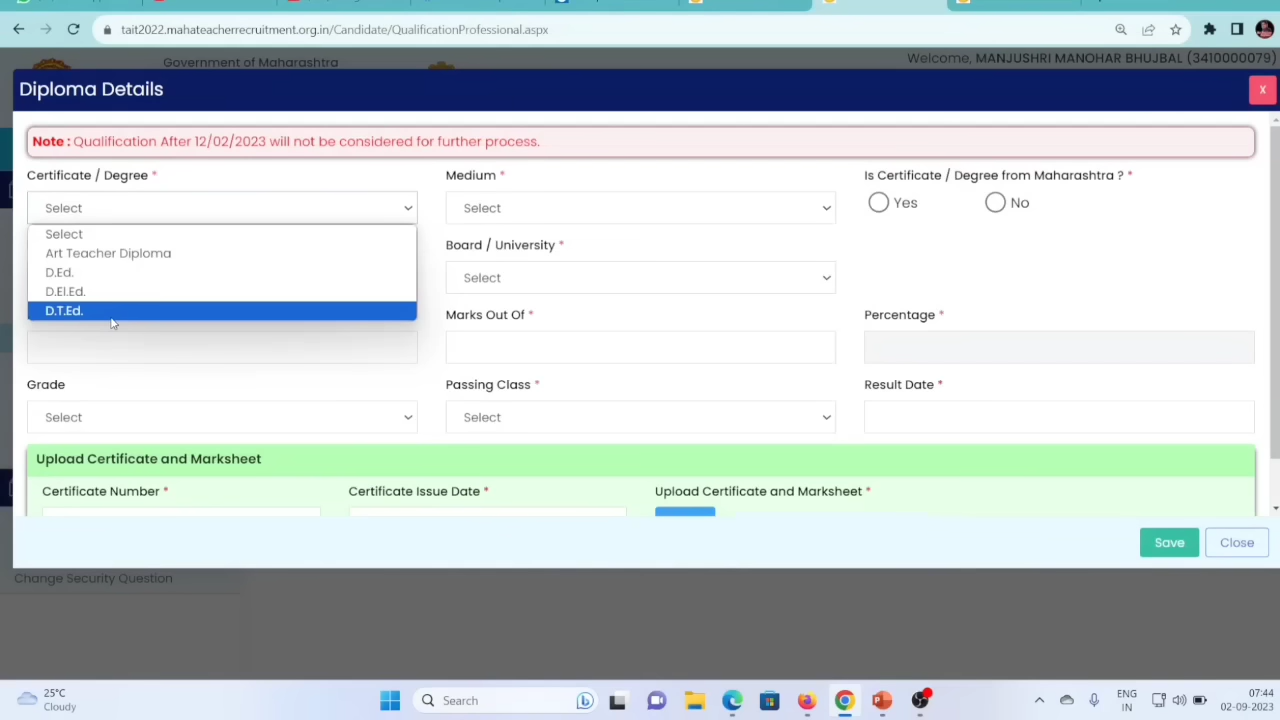 tait2022.mahateacherrecruitment.org.in/Candidate/QualificationProfessional.aspx
Government of Maharashtra
Welcome, MANJUSHRI MANOHAR BHUJBAL (3410000079)
Diploma Details
X
Note : Qualification After 12/02/2023 will not be considered for further process.
Certificate / Degree *
Medium *
Is Certificate / Degree from Maharashtra ? *
Select
Select
Yes
No
Select
Art Teacher Diploma
D.Ed.
D.El.Ed.
D.T.Ed.
Board / University *
Select
Marks Out Of *
Percentage *
Grade
Passing Class *
Result Date *
Select
Select
Upload Certificate and Marksheet
Certificate Number *
Certificate Issue Date *
Upload Certificate and Marksheet *
Save
Close
Change Security Question
25°C
Cloudy
Search
ENG
IN
07:44
02-09-2023